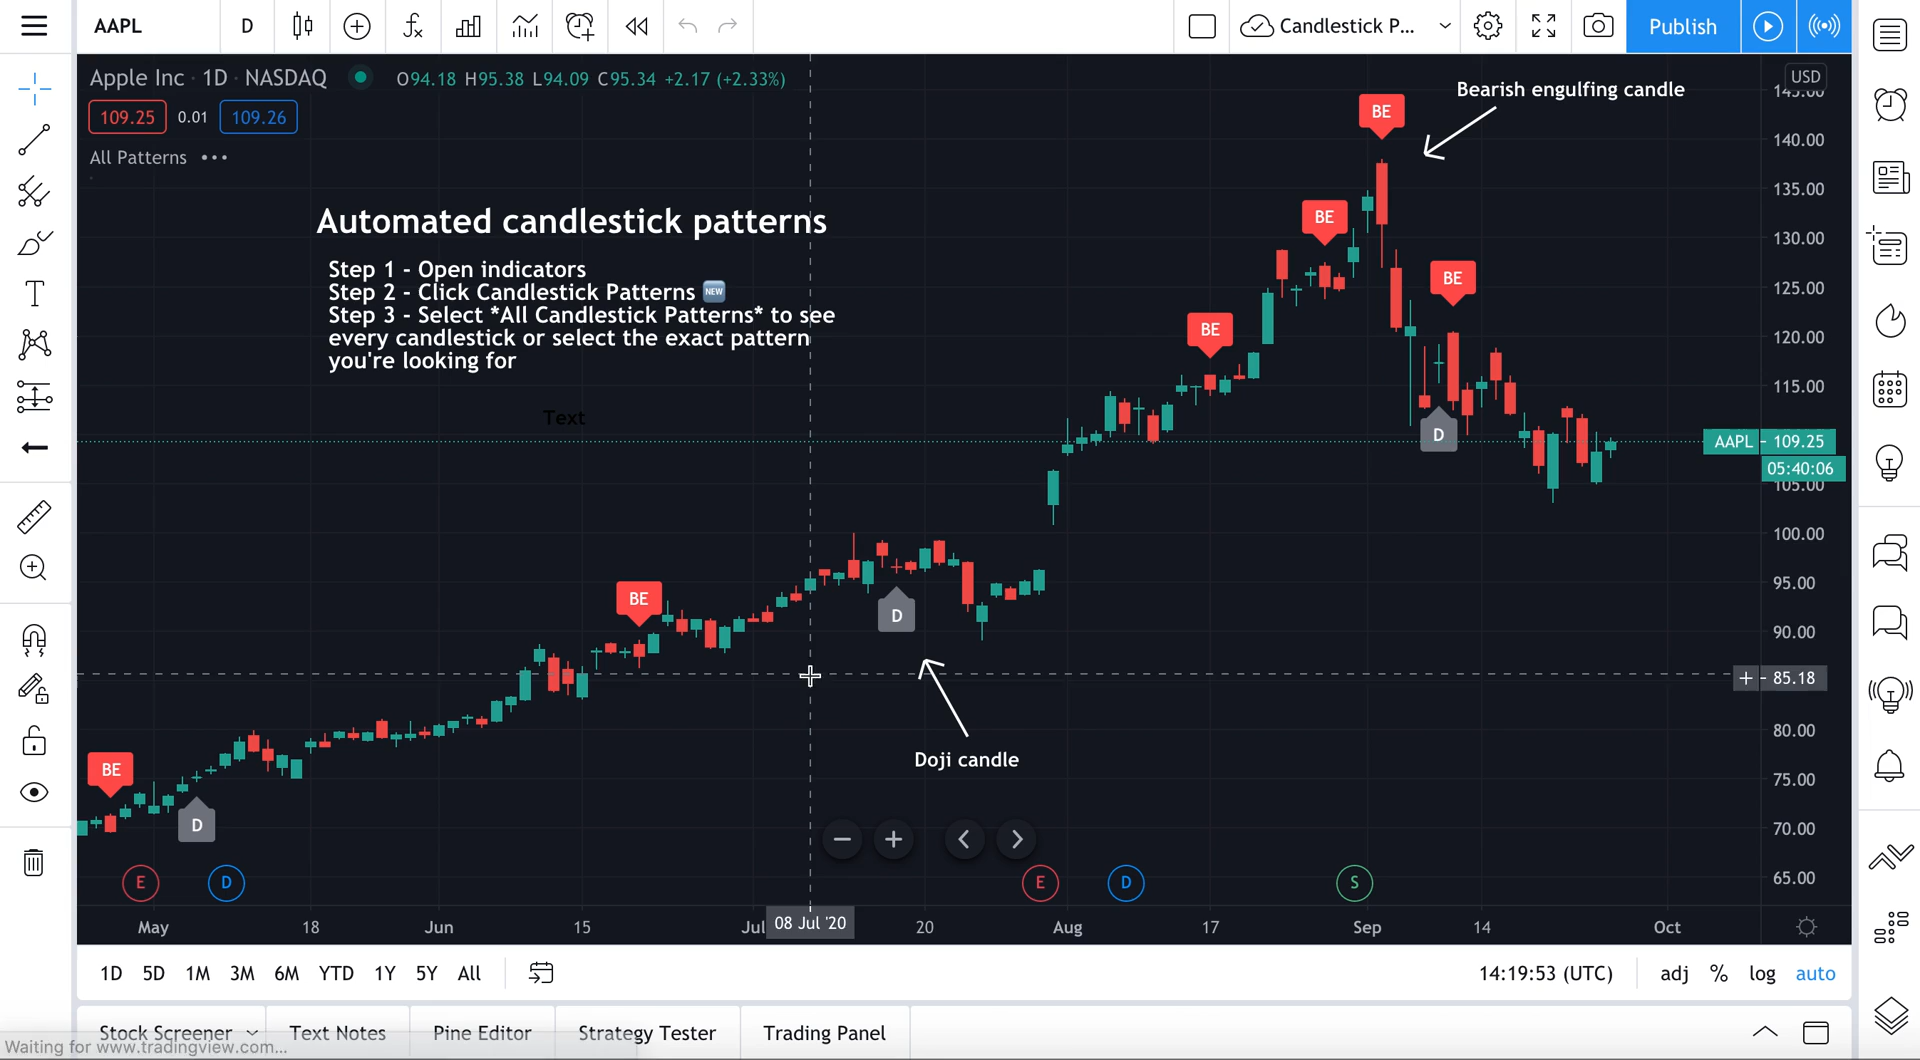 AAPL
D
Candlestick P...
Publish
Apple Inc · 1D · NASDAQ
O94.18 H95.38 L94.09 C95.34 +2.17 (+2.33%)
109.25
0.01
109.26
All Patterns
Automated candlestick patterns
Step 1 - Open indicators
Step 2 - Click Candlestick Patterns NEW
Step 3 - Select *All Candlestick Patterns* to see
every candlestick or select the exact pattern
you're looking for
Text
Bearish engulfing candle
BE
BE
BE
BE
D
BE
D
BE
D
Doji candle
USD
145.00
140.00
135.00
130.00
125.00
120.00
115.00
AAPL
109.25
05:40:06
105.00
100.00
95.00
90.00
85.18
80.00
75.00
70.00
65.00
E
D
E
D
S
May
18
Jun
15
Jul
08 Jul '20
20
Aug
17
Sep
14
Oct
1D 5D 1M 3M 6M YTD 1Y 5Y All
14:19:53 (UTC)
adj % log auto
Stock Screener
Text Notes
Pine Editor
Strategy Tester
Trading Panel
Waiting for www.tradingview.com...